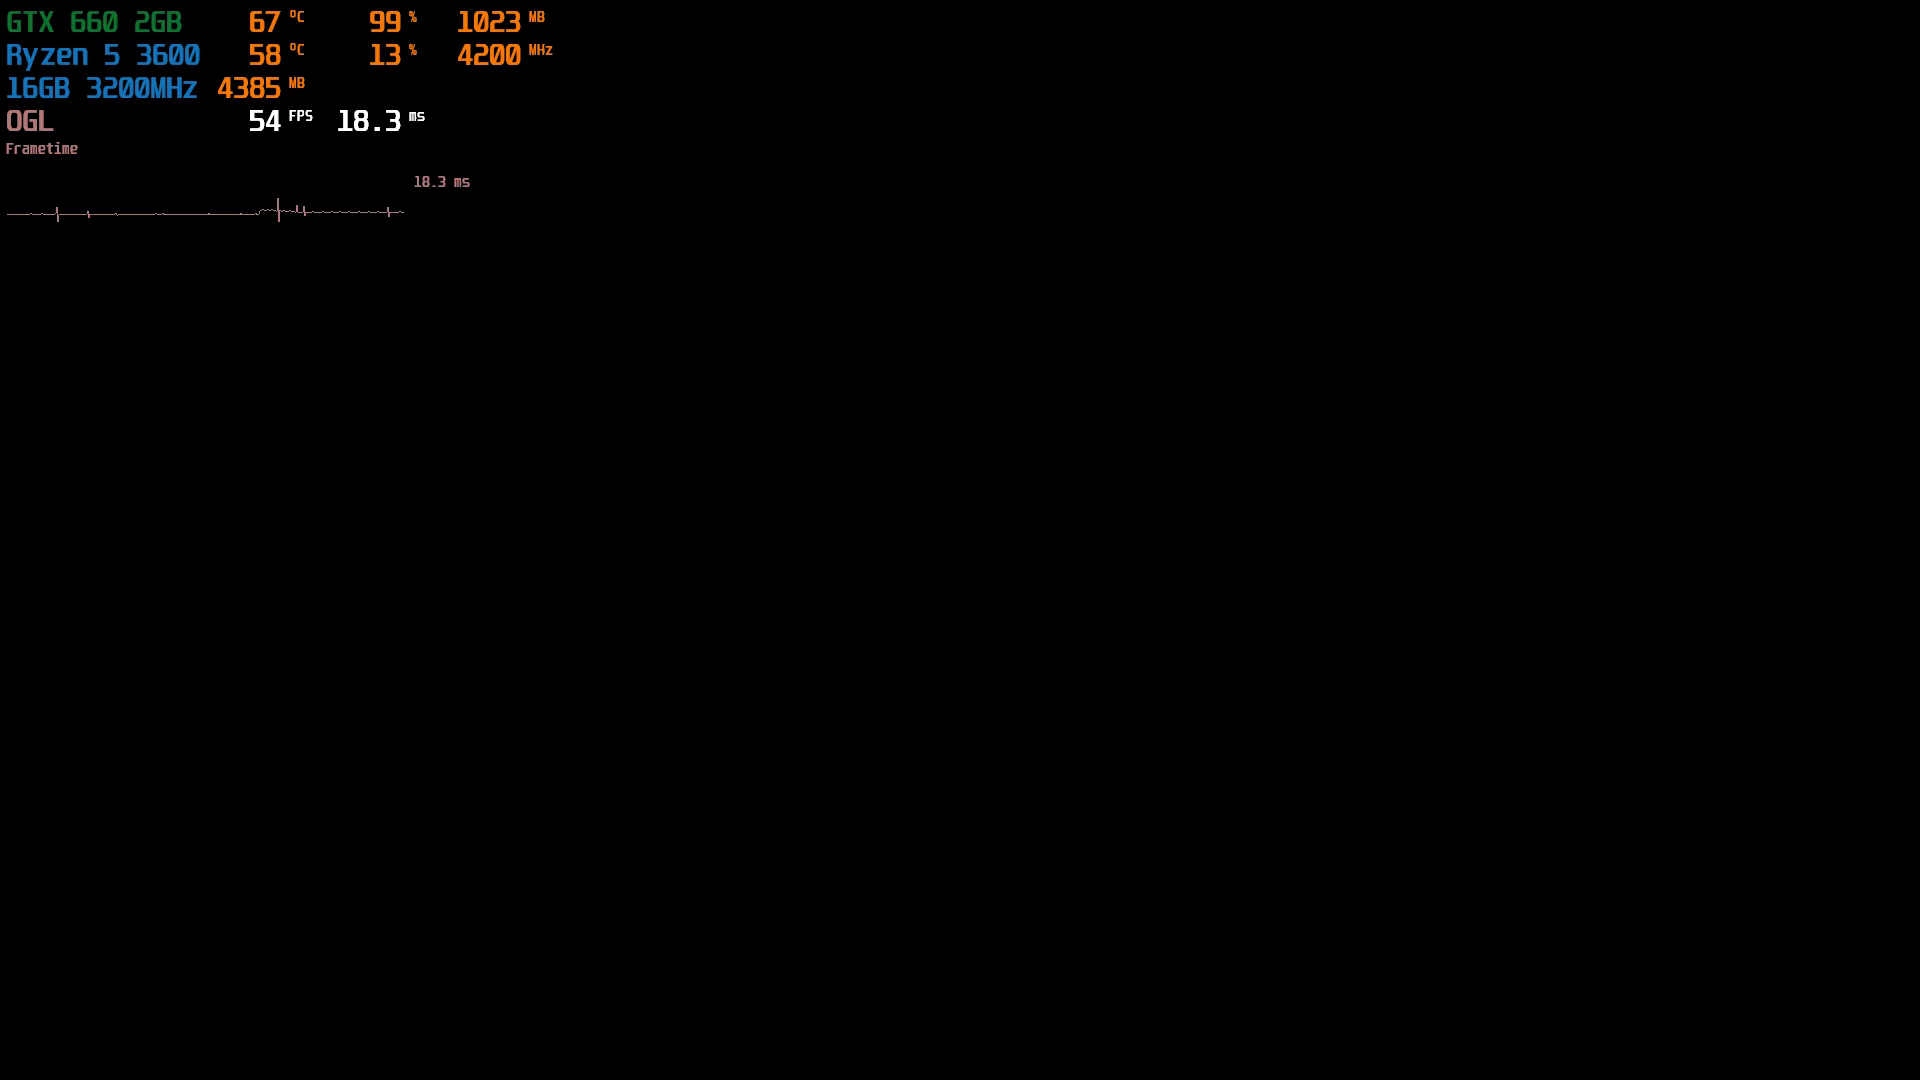 GTX 660 2GB 67 °C 99 % 1023 MB
Ryzen 5 3600 58 °C 13 % 4200 MHz
16GB 3200MHz 4385 MB
OGL 54 FPS 18.3 ms
Frametime
18.3 ms